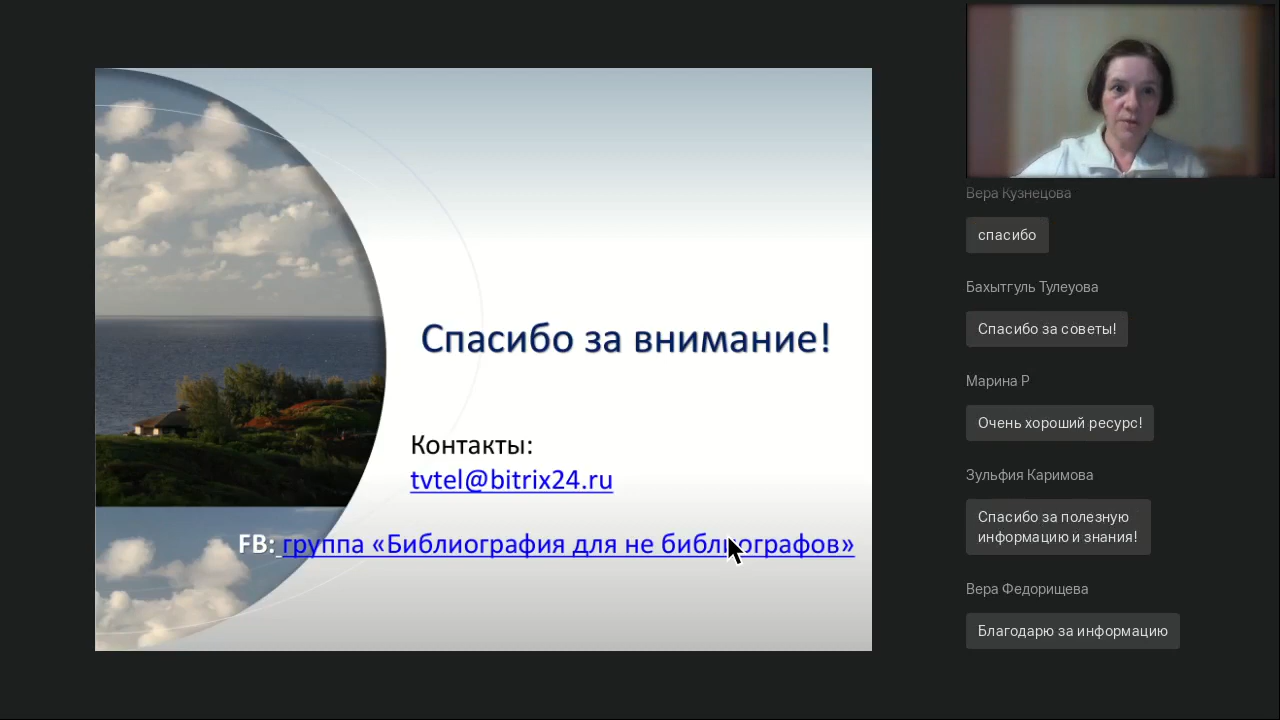 Спасибо за внимание!
Контакты:
tvtel@bitrix24.ru
FB: группа «Библиография для не библиографов»
Вера Кузнецова
спасибо
Бахытгуль Тулеуова
Спасибо за советы!
Марина Р
Очень хороший ресурс!
Зульфия Каримова
Спасибо за полезную
информацию и знания!
Вера Федорищева
Благодарю за информацию